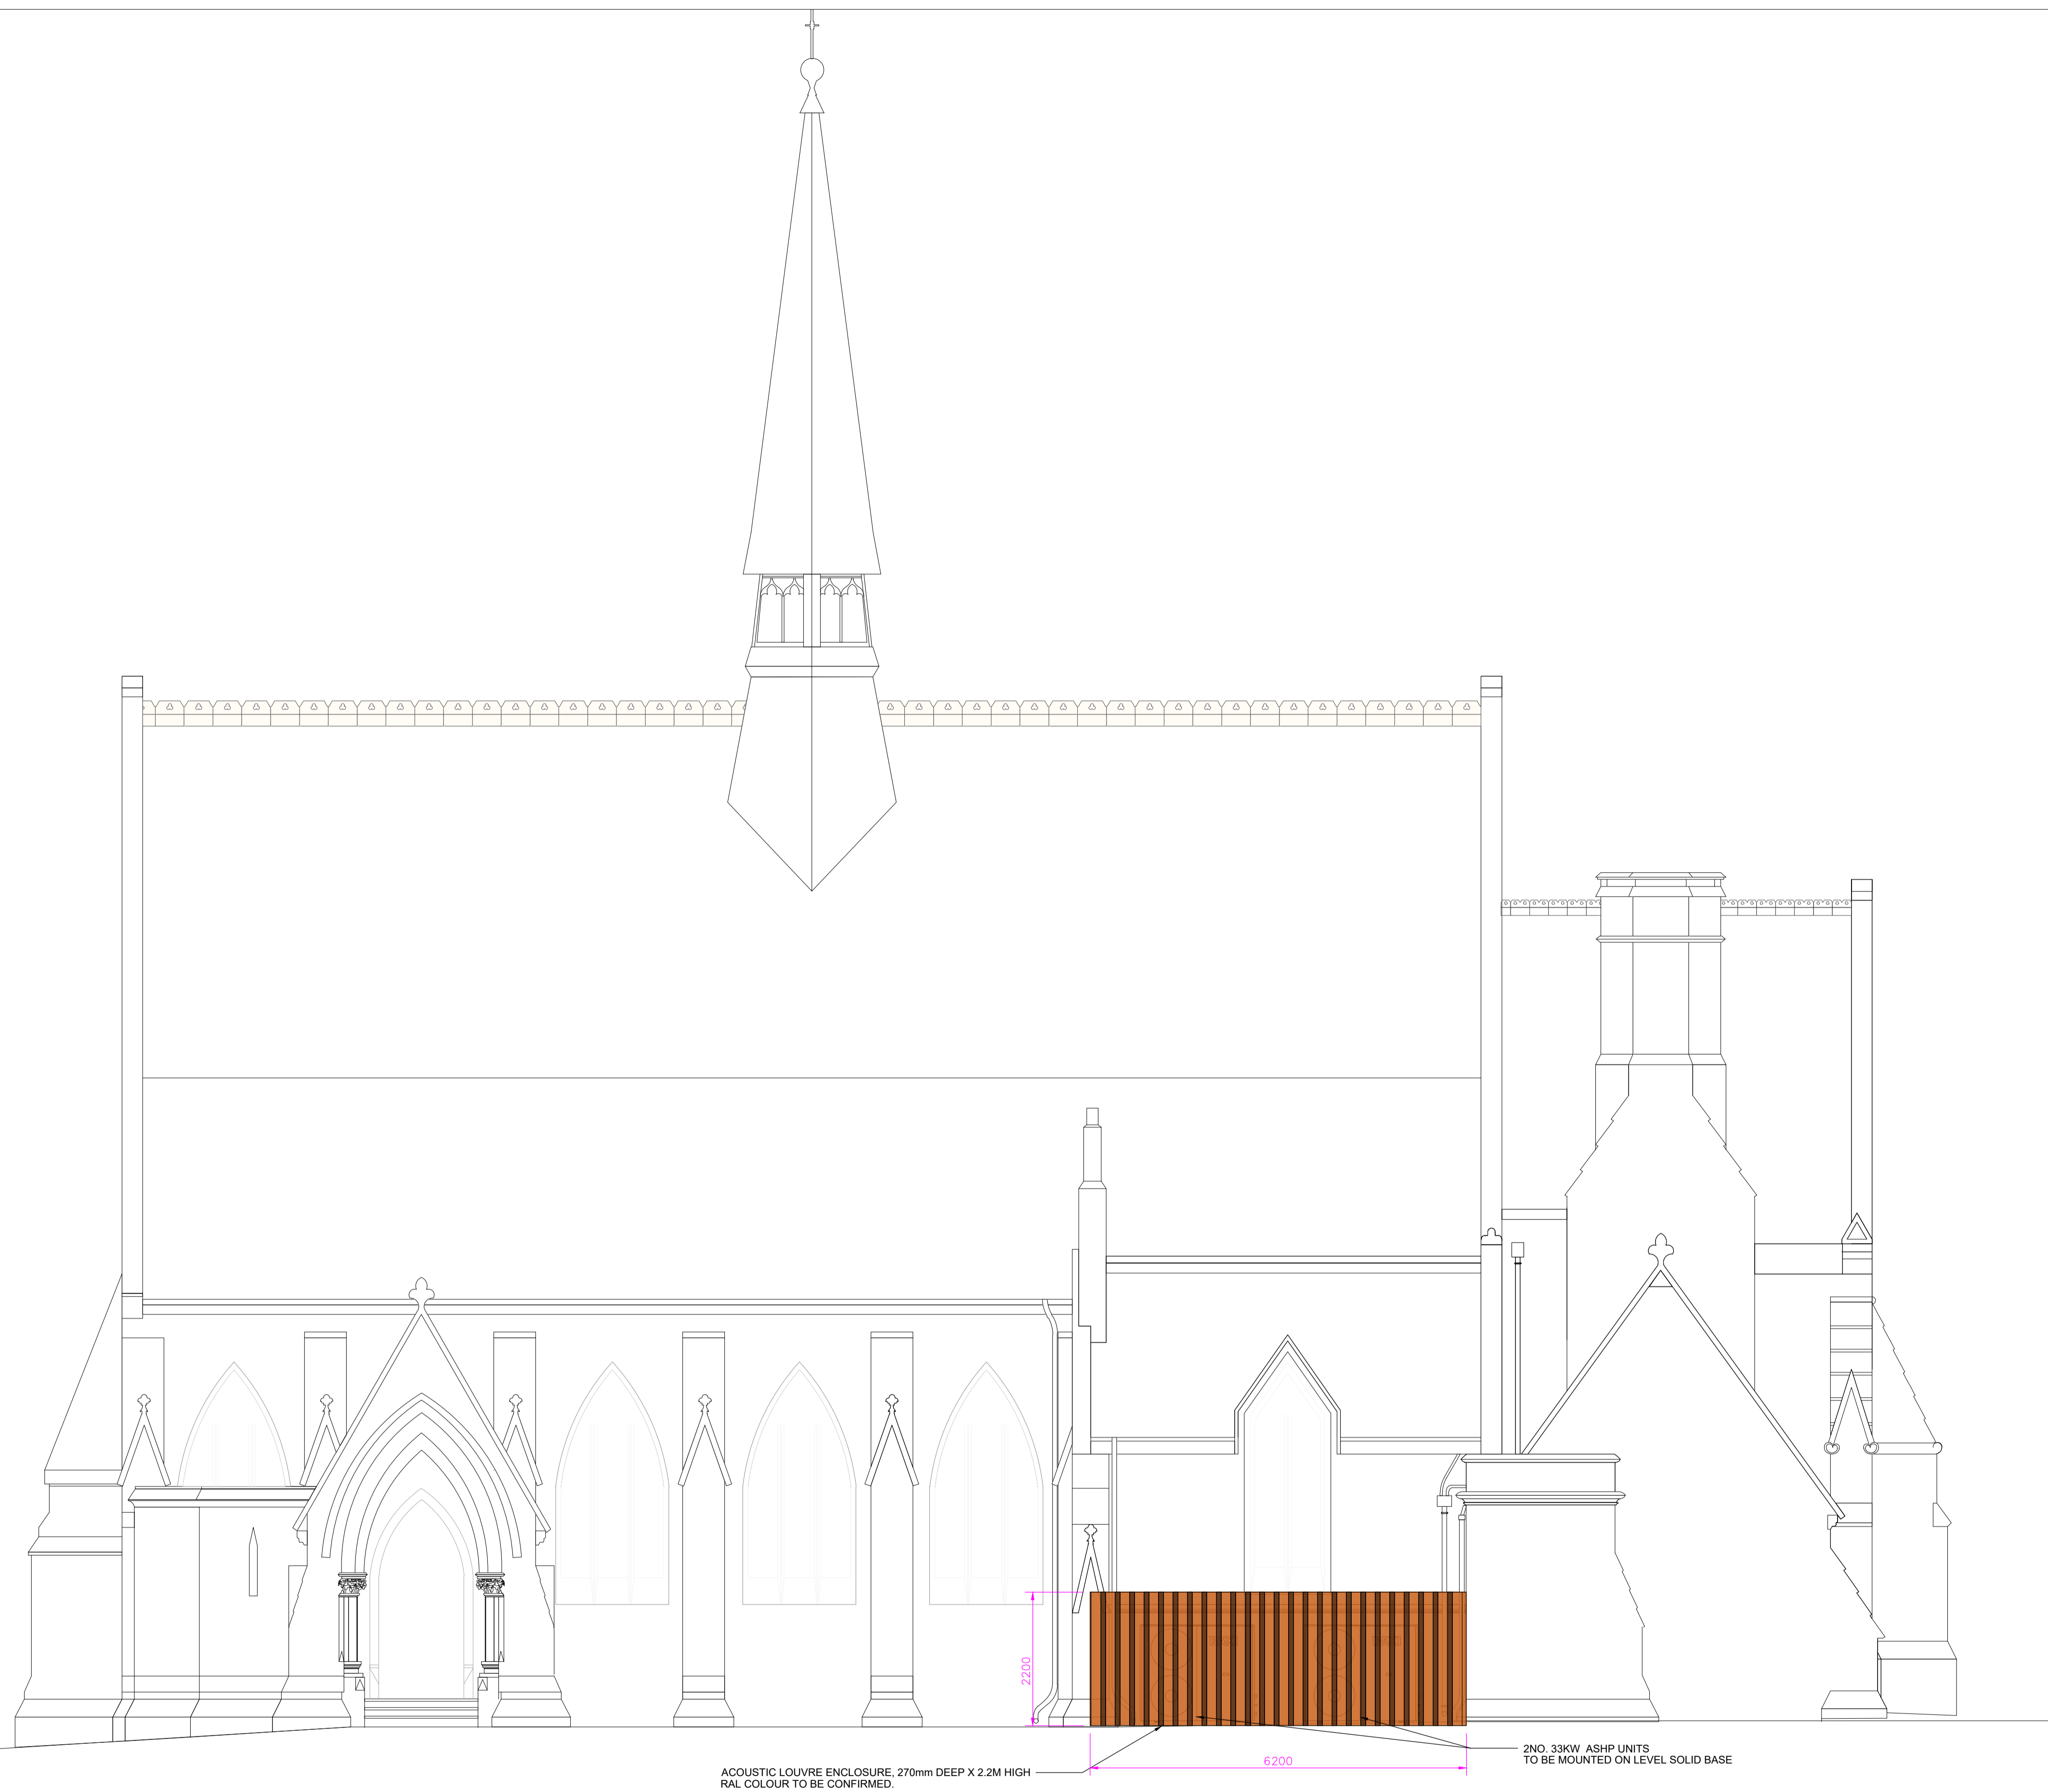 2200
6200
2NO. 33KW ASHP UNITS
TO BE MOUNTED ON LEVEL SOLID BASE
ACOUSTIC LOUVRE ENCLOSURE, 270mm DEEP X 2.2M HIGH
RAL COLOUR TO BE CONFIRMED.